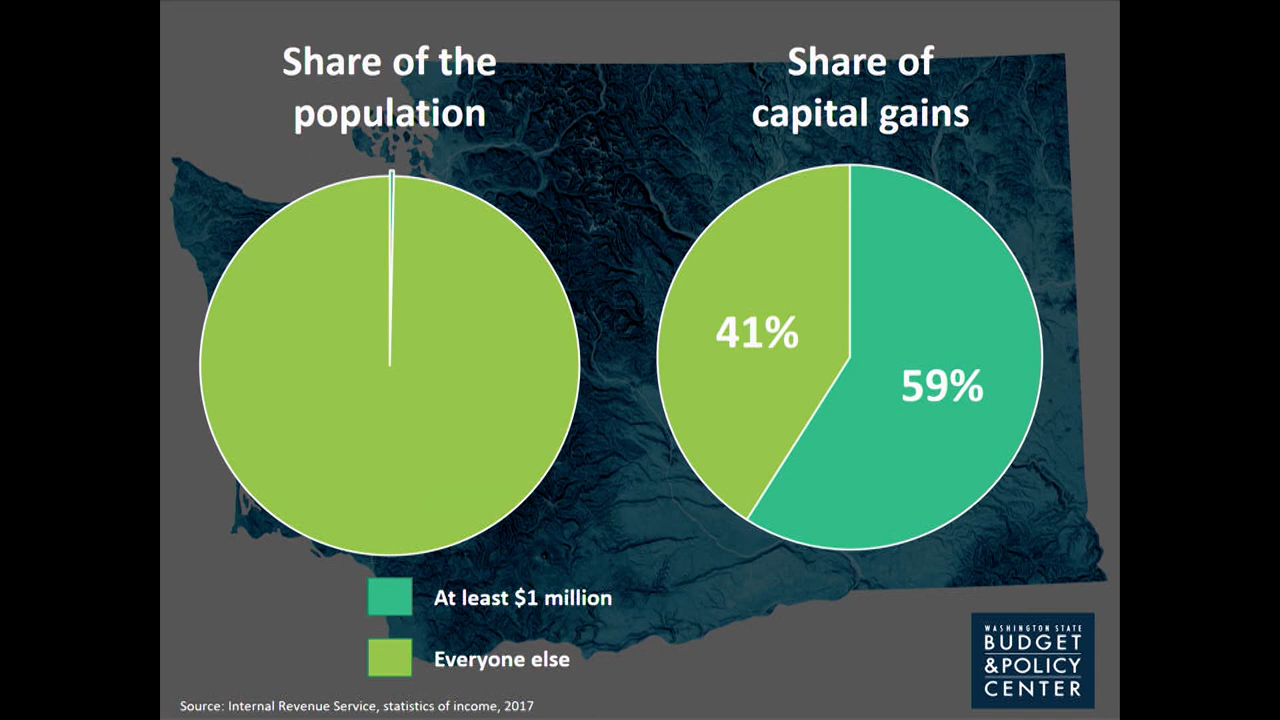 Share of the
population
Share of
capital gains
41%
59%
At least $1 million
Everyone else
WASHINGTON STATE
BUDGET
&POLICY
CENTER
Source: Internal Revenue Service, statistics of income, 2017